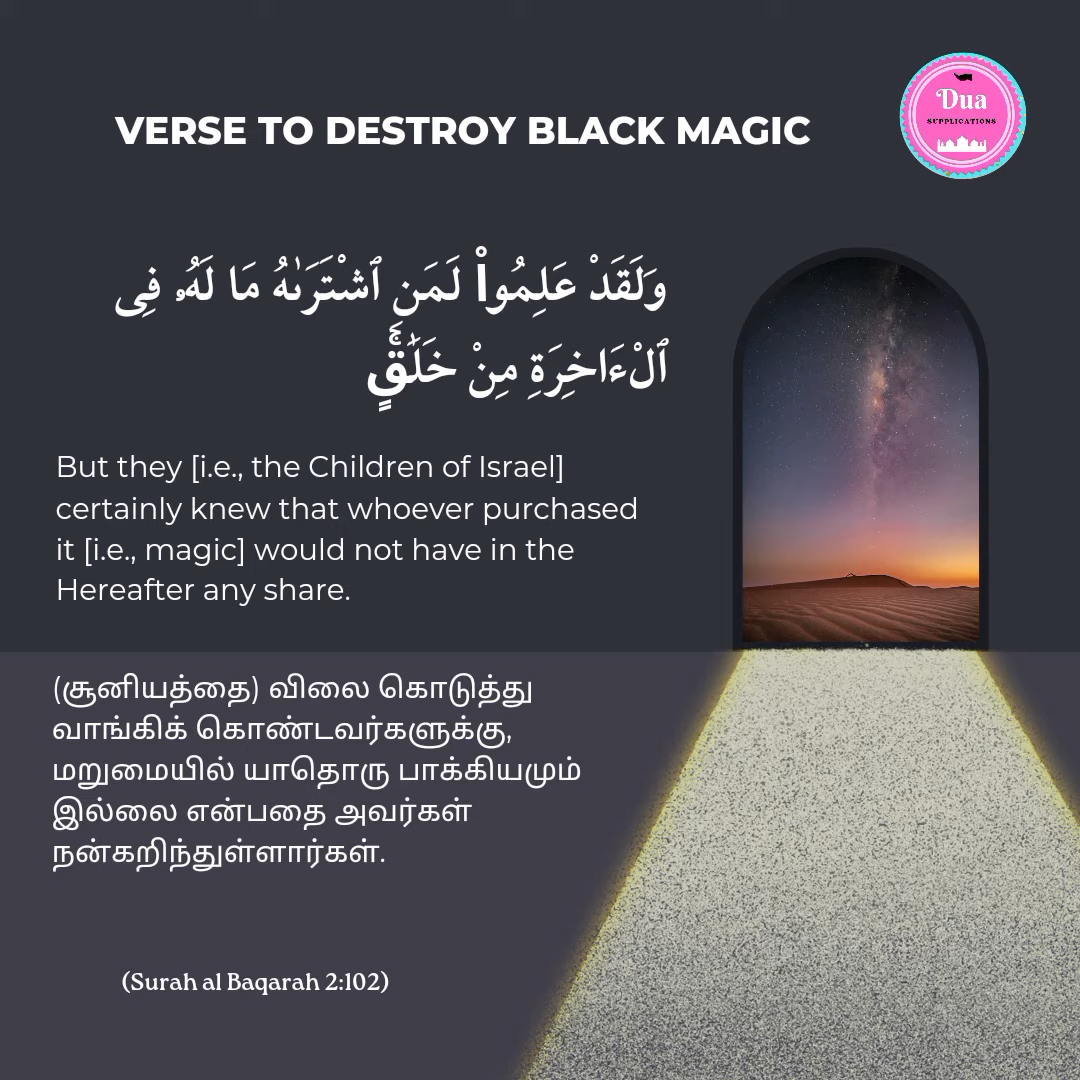 VERSE TO DESTROY BLACK MAGIC
Dua
SUPPLICATIONS
وَلَقَدْ عَلِمُوا۟ لَمَنِ ٱشْتَرَىٰهُ مَا لَهُۥ فِى
ٱلْـَٔاخِرَةِ مِنْ خَلَـٰقٍۢ ۚ
But they [i.e., the Children of Israel]
certainly knew that whoever purchased
it [i.e., magic] would not have in the
Hereafter any share.
(சூனியத்தை) விலை கொடுத்து
வாங்கிக் கொண்டவர்களுக்கு,
மறுமையில் யாதொரு பாக்கியமும்
இல்லை என்பதை அவர்கள்
நன்கறிந்துள்ளார்கள்.
(Surah al Baqarah 2:102)